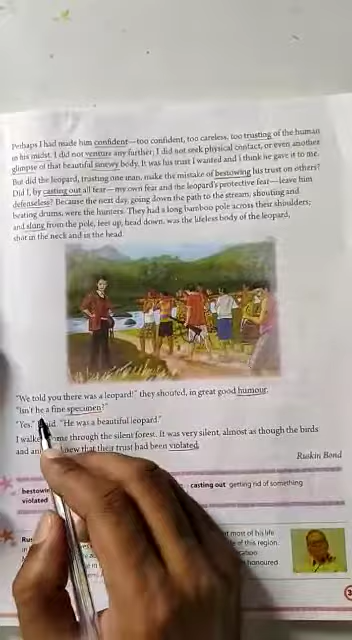 Perhaps I had made him confident—too confident, too careless, too trusting of the human
in his midst. I did not venture any further; I did not seek physical contact, or even another
glimpse of that beautiful sinewy body. It was his trust I wanted and I think he gave it to me.
But did the leopard, trusting one man, make the mistake of bestowing his trust on others?
Did I, by casting out all fear—my own fear and the leopard's protective fear—leave him
defenseless? Because the next day, going down the path to the stream, shouting and
beating drums, were the hunters. They had a long bamboo pole across their shoulders;
and slung from the pole, feet up, head down, was the lifeless body of the leopard,
shot in the neck and in the head.
"We told you there was a leopard!" they shouted, in great good humour.
"Isn't he a fine specimen?"
"Yes," "He was a beautiful leopard."
I through the silent forest. It was very silent, almost as though the birds
and that their trust had been violated.
Ruskin Bond
casting out getting rid of something
violated
most of his life
of this region.
honoured